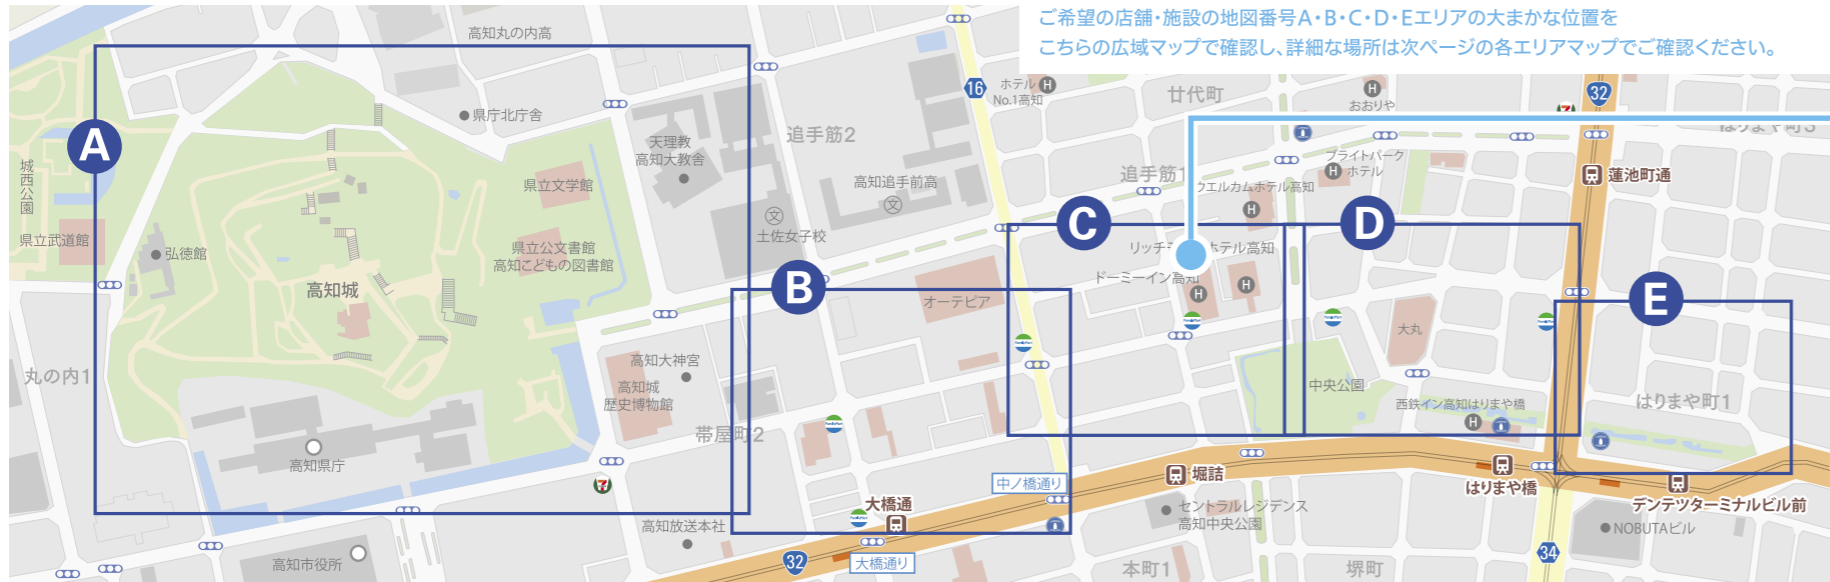 ご希望の店舗・施設の地図番号A・B・C・D・Eエリアの大まかな位置を
こちらの広域マップで確認し、詳細な場所は次ページの各エリアマップでご確認ください。
高知丸の内高
県庁北庁舎
16
ホテル
No.1高知
H
廿代町
H
おおりや
32
A
天理教
高知大教舎
追手筋2
はりまや町3
城西公園
県立文学館
高知追手前高
文
追手筋1
ブライトパーク
ホテル
H
蓮池町通
ウエルカムホテル高知
H
県立武道館
弘徳館
県立公文書館
高知こどもの図書館
文
土佐女子校
C
D
リッチ
ホテル高知
ドーミーイン高知
H
H
高知城
B
オーテピア
E
大丸
丸の内1
高知大神宮
高知城
歴史博物館
中央公園
西鉄イン高知はりまや橋
H
はりまや町1
帯屋町2
高知県庁
7
大橋通
中ノ橋通り
堀詰
はりまや橋
デンテツターミナルビル前
高知放送本社
セントラルレジデンス
高知中央公園
NOBUTAビル
高知市役所
32
大橋通り
本町1
堺町
34